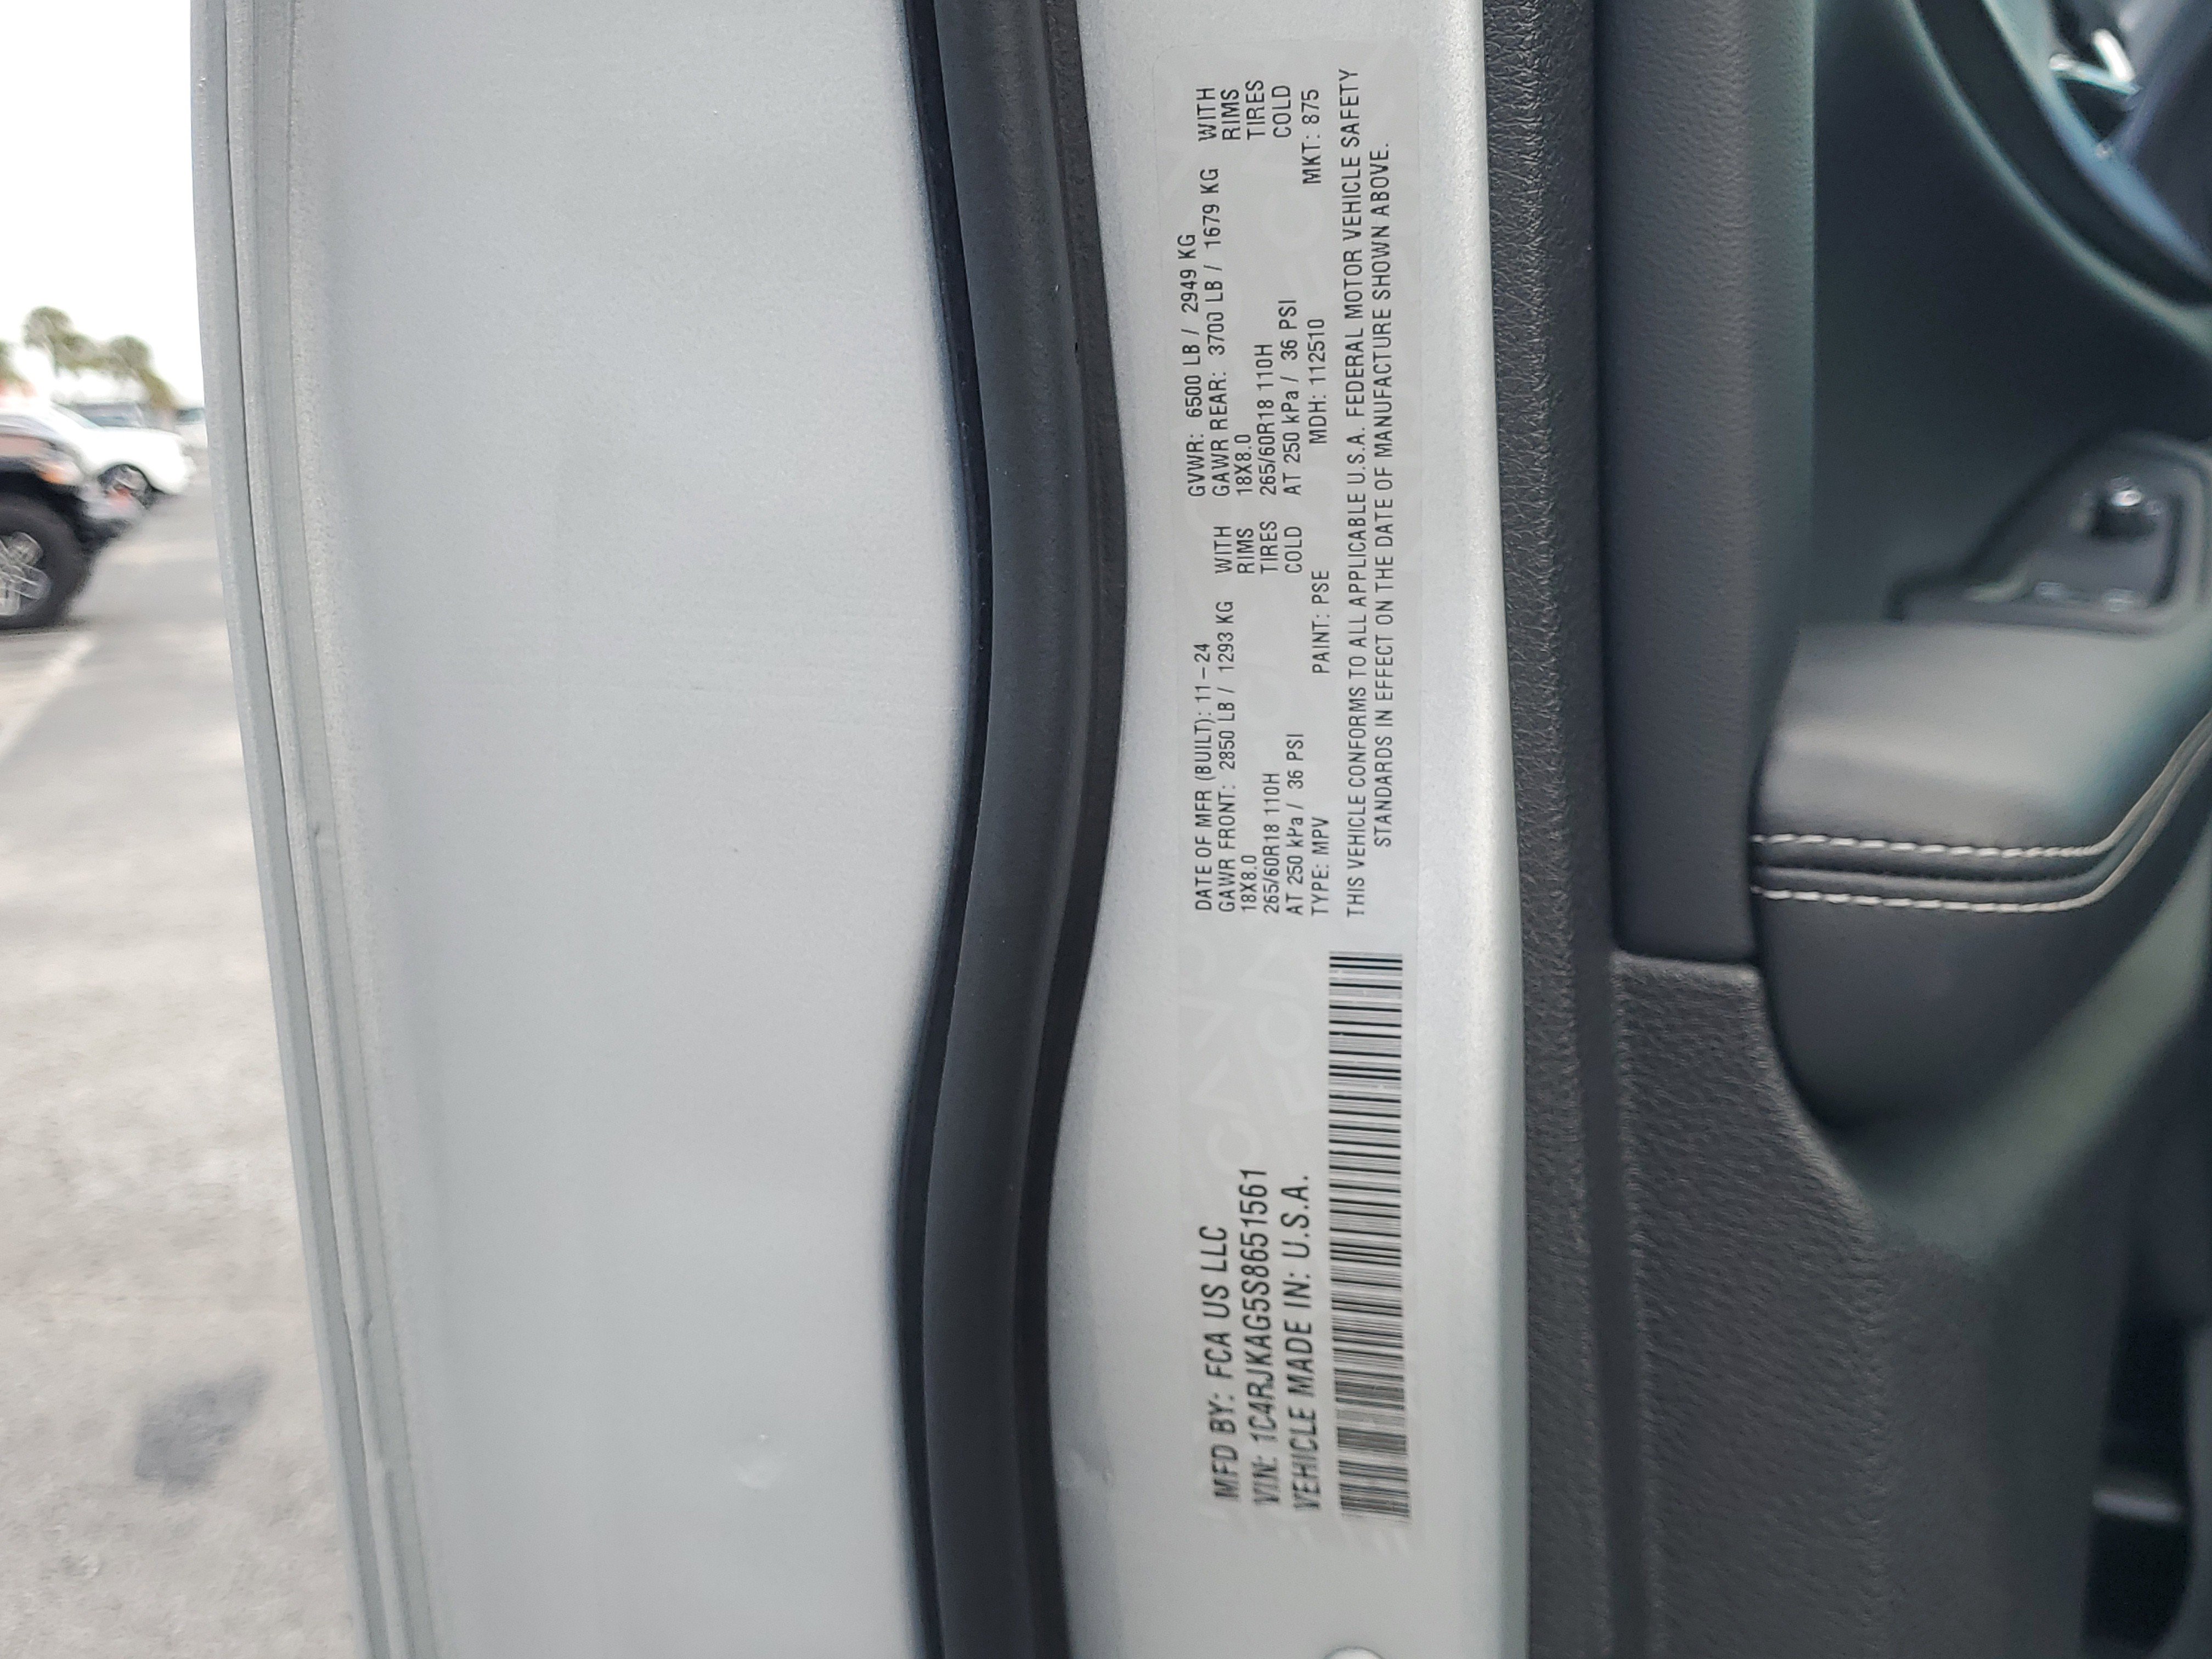 MFD BY: FCA US LLC
VIN: 1C4RJKAG5S8651561
VEHICLE MADE IN: U.S.A.
DATE OF MFR (BUILT): 11-24 GVWR: 6500 LB / 2949 KG
GAWR FRONT: 2850 LB / 1293 KG WITH GAWR REAR: 3700 LB / 1679 KG WITH
18X8.0 RIMS 18X8.0 RIMS
265/60R18 110H TIRES 265/60R18 110H TIRES
AT 250 kPa / 36 PSI COLD AT 250 kPa / 36 PSI COLD
TYPE: MPV PAINT: PSE MDH: 112510 MKT: 875
THIS VEHICLE CONFORMS TO ALL APPLICABLE U.S.A. FEDERAL MOTOR VEHICLE SAFETY
STANDARDS IN EFFECT ON THE DATE OF MANUFACTURE SHOWN ABOVE.